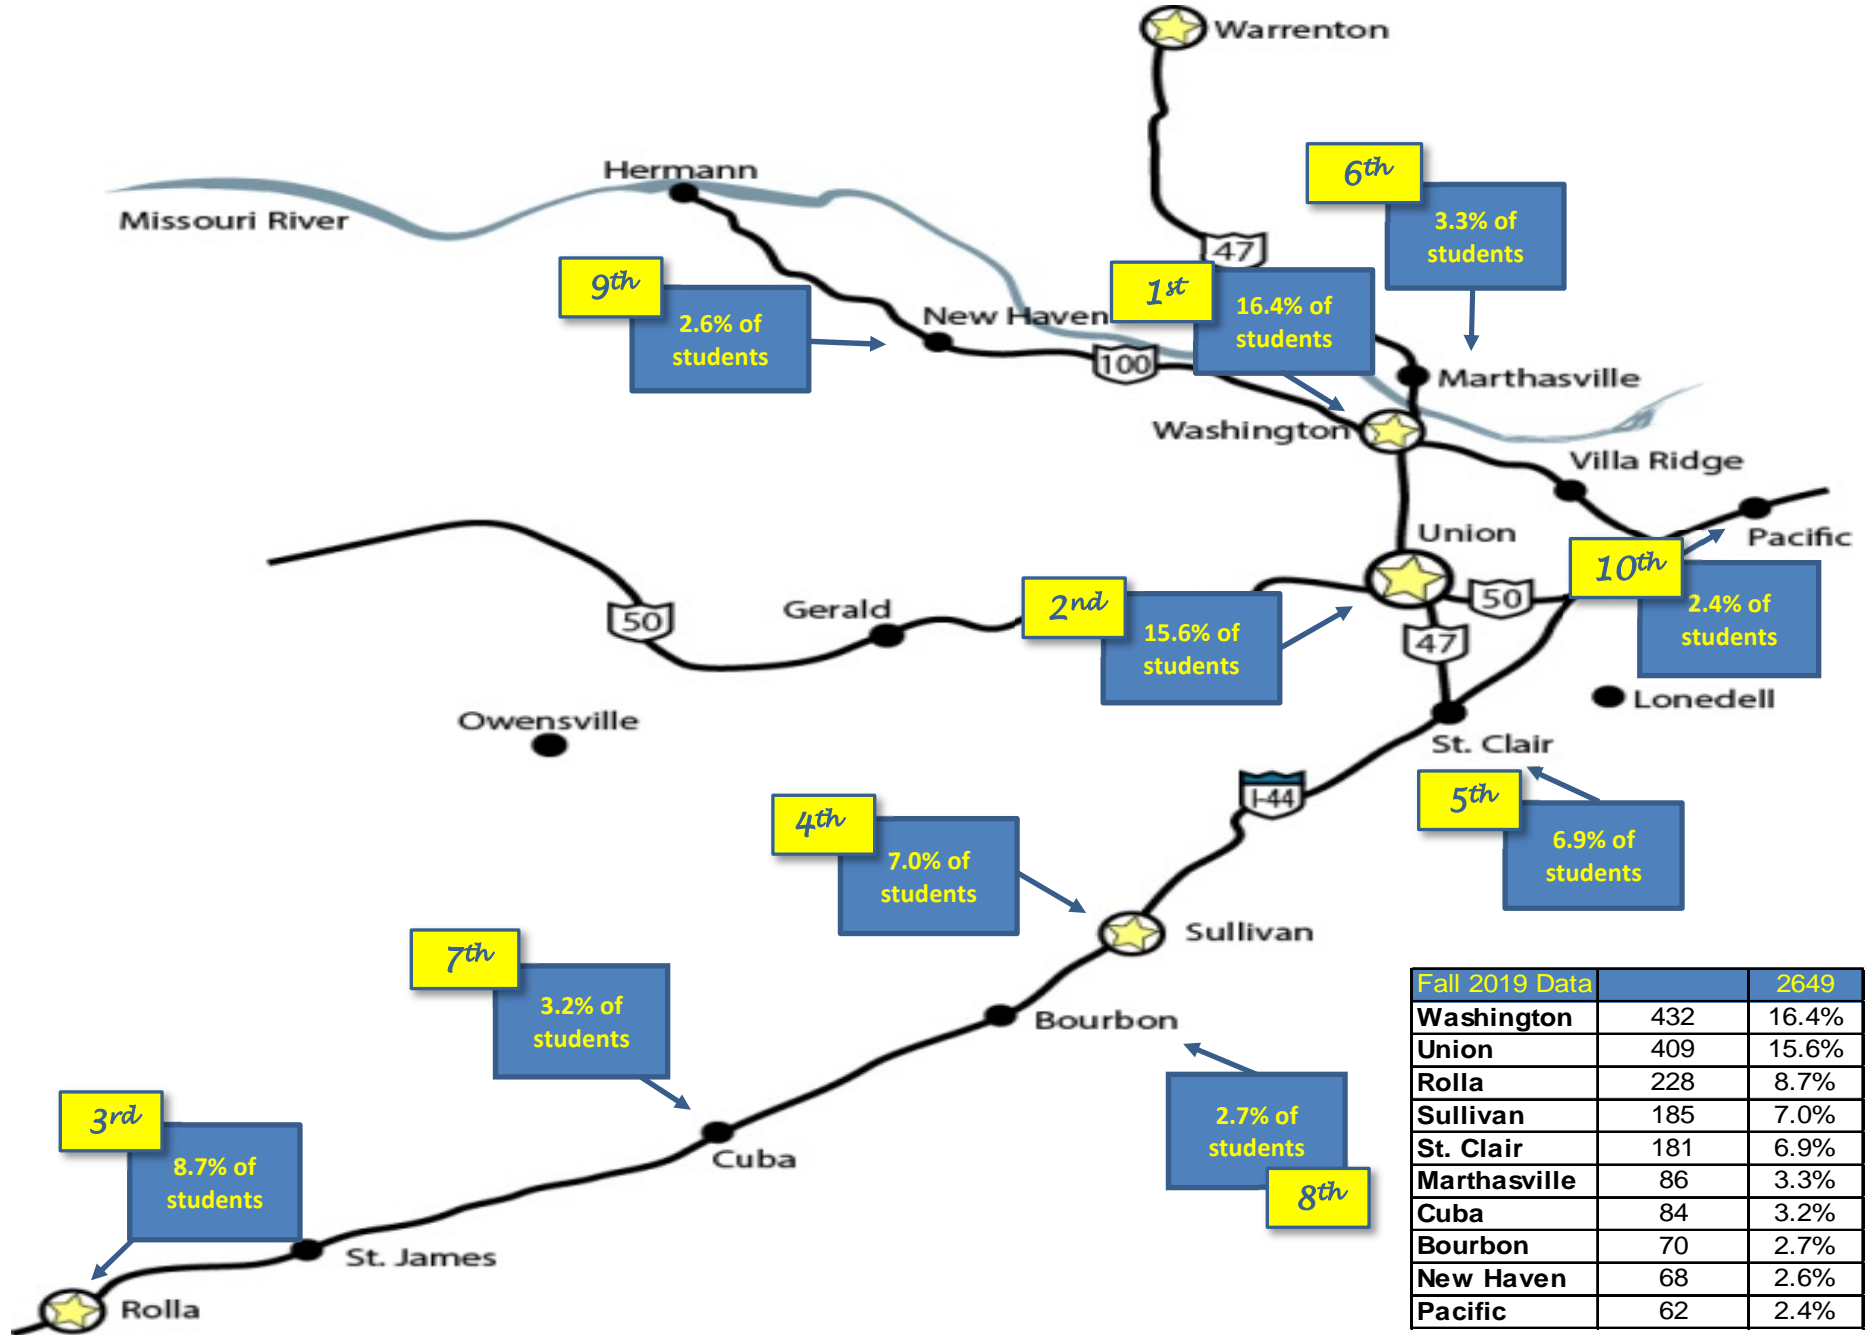 Warrenton
Hermann
Missouri River
6th
3.3% of
students
47
9th
2.6% of
students
1st
16.4% of
students
New Haven
100
Marthasville
Washington
Villa Ridge
Union
Pacific
10th
2.4% of
students
50
Gerald
2nd
15.6% of
students
50
47
Lonedell
Owensville
St. Clair
I-44
5th
6.9% of
students
4th
7.0% of
students
Sullivan
7th
3.2% of
students
Bourbon
2.7% of
students
8th
3rd
8.7% of
students
Cuba
St. James
Rolla
Fall 2019 Data 2649
Washington 432 16.4%
Union 409 15.6%
Rolla 228 8.7%
Sullivan 185 7.0%
St. Clair 181 6.9%
Marthasville 86 3.3%
Cuba 84 3.2%
Bourbon 70 2.7%
New Haven 68 2.6%
Pacific 62 2.4%